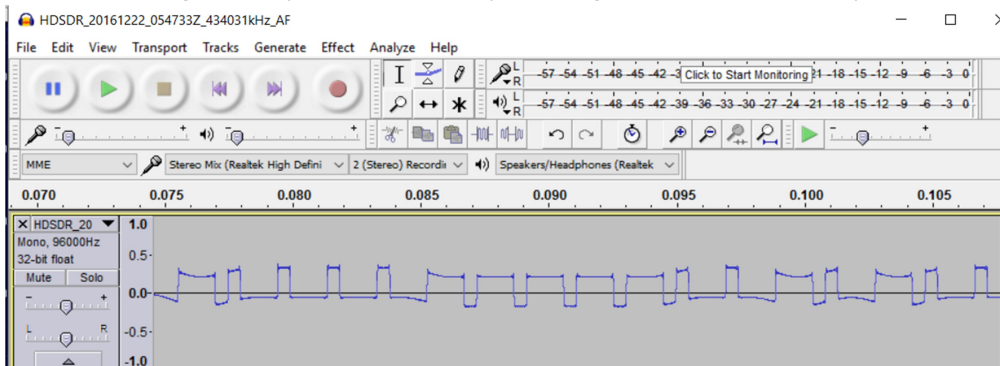 HDSDR_20161222_054733Z_434031kHz_AF
File Edit View Transport Tracks Generate Effect Analyze Help
L
R
-57 -54 -51 -48 -45 -42 -3 Click to Start Monitoring 1 -18 -15 -12 -9 -6 -3 0
L
R
-57 -54 -51 -48 -45 -42 -39 -36 -33 -30 -27 -24 -21 -18 -15 -12 -9 -6 -3 0
- + - +
- +
MME Stereo Mix (Realtek High Defini 2 (Stereo) Recordin Speakers/Headphones (Realtek
0.070 0.075 0.080 0.085 0.090 0.095 0.100 0.105
HDSDR_20 1.0
Mono, 96000Hz
32-bit float
0.5
Mute Solo
- +
0.0
L R
-0.5
-1.0